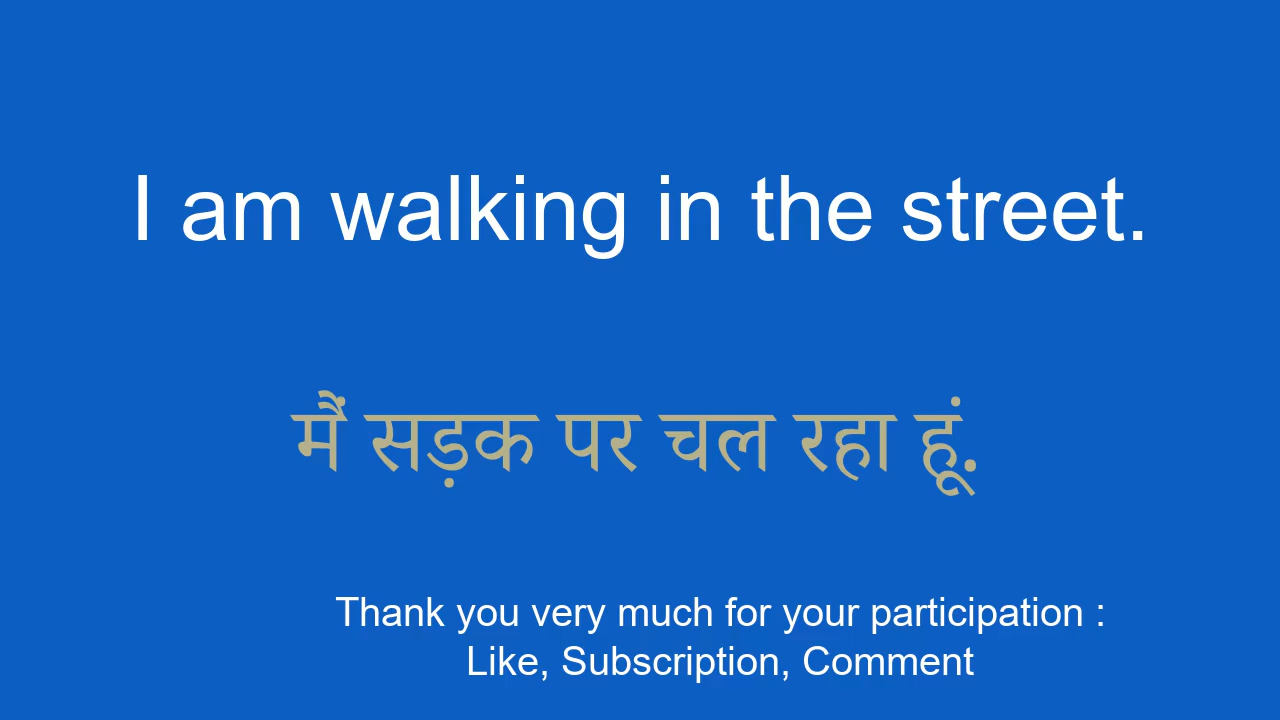 I am walking in the street.
मैं सड़क पर चल रहा हूं.
Thank you very much for your participation :
Like, Subscription, Comment